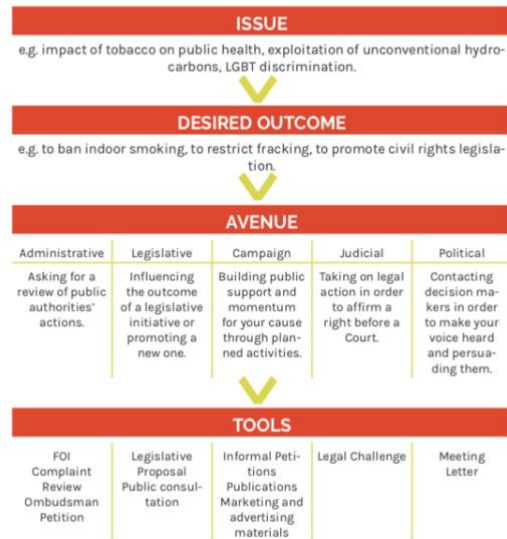 ISSUE
e.g. impact of tobacco on public health, exploitation of unconventional hydro-
carbons, LGBT discrimination.
DESIRED OUTCOME
e.g. to ban indoor smoking, to restrict fracking, to promote civil rights legisla-
tion.
AVENUE
Administrative
Asking for a
review of public
authorities'
actions.
Legislative
Influencing
the outcome
of a legislative
initiative or
promoting a
new one.
Campaign
Building public
support and
momentum
for your cause
through plan-
ned activities.
Judicial
Taking on legal
action in order
to affirm a
right before a
Court.
Political
Contacting
decision ma-
kers in order
to make your
voice heard
and persua-
ding them.
TOOLS
FOI
Complaint
Review
Ombudsman
Petition
Legislative
Proposal
Public consul-
tation
Informal Peti-
tions
Publications
Marketing and
advertising
materials
Legal Challenge
Meeting
Letter